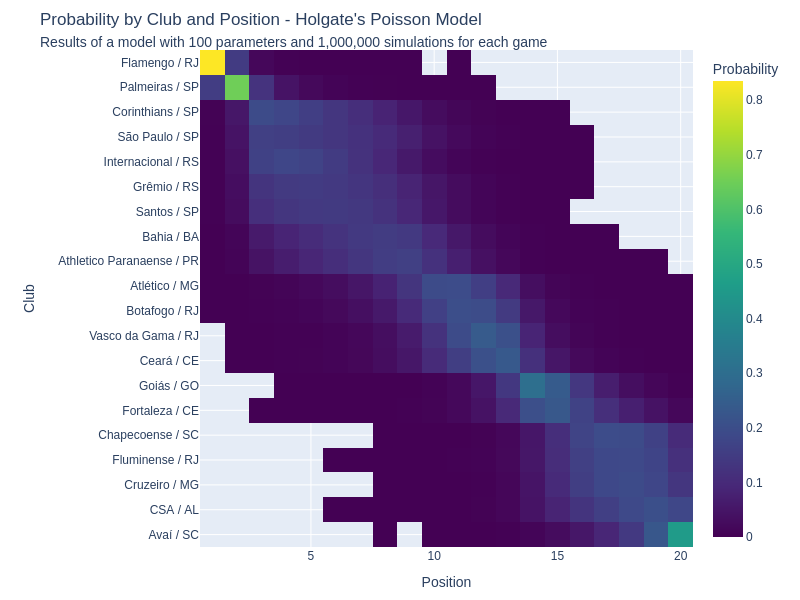 Probability by Club and Position - Holgate's Poisson Model
Results of a model with 100 parameters and 1,000,000 simulations for each game
Probability
Flamengo / RJ
Palmeiras / SP
Corinthians / SP
São Paulo / SP
Internacional / RS
Grêmio / RS
Santos / SP
Bahia / BA
Athletico Paranaense / PR
Atlético / MG
Botafogo / RJ
Vasco da Gama / RJ
Ceará / CE
Goiás / GO
Fortaleza / CE
Chapecoense / SC
Fluminense / RJ
Cruzeiro / MG
CSA / AL
Avaí / SC
Club
5 10 15 20
Position
0.8
0.7
0.6
0.5
0.4
0.3
0.2
0.1
0